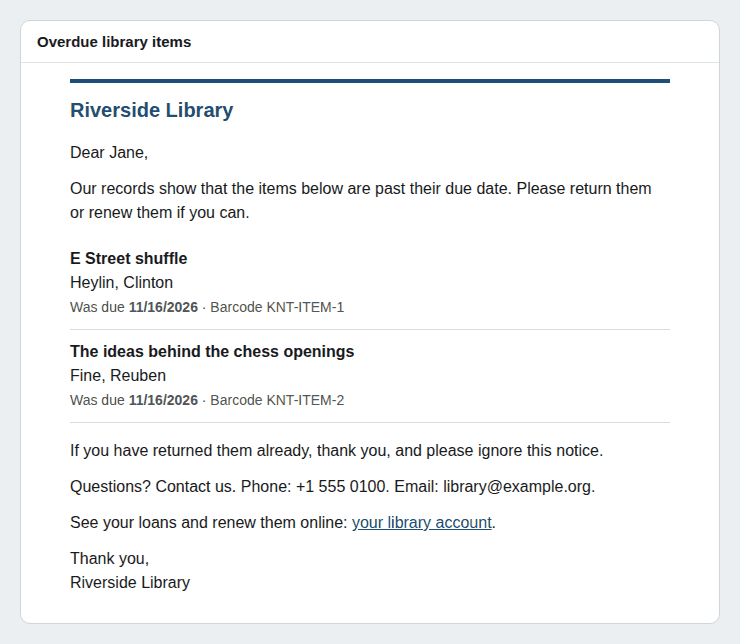 Overdue library items
Riverside Library
Dear Jane,
Our records show that the items below are past their due date. Please return them
or renew them if you can.
E Street shuffle
Heylin, Clinton
Was due 11/16/2026 · Barcode KNT-ITEM-1
The ideas behind the chess openings
Fine, Reuben
Was due 11/16/2026 · Barcode KNT-ITEM-2
If you have returned them already, thank you, and please ignore this notice.
Questions? Contact us. Phone: +1 555 0100. Email: library@example.org.
See your loans and renew them online: your library account.
Thank you,
Riverside Library